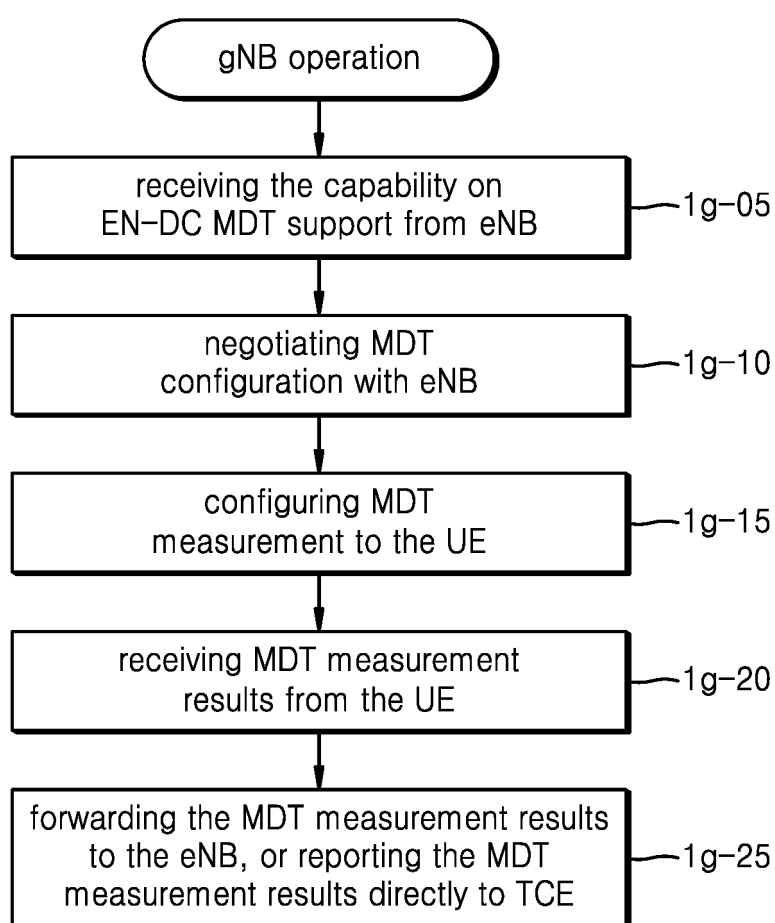 gNB operation
receiving the capability on
EN-DC MDT support from eNB
1g-05
negotiating MDT
configuration with eNB
1g-10
configuring MDT
measurement to the UE
1g-15
receiving MDT measurement
results from the UE
1g-20
forwarding the MDT measurement results
to the eNB, or reporting the MDT
measurement results directly to TCE
1g-25